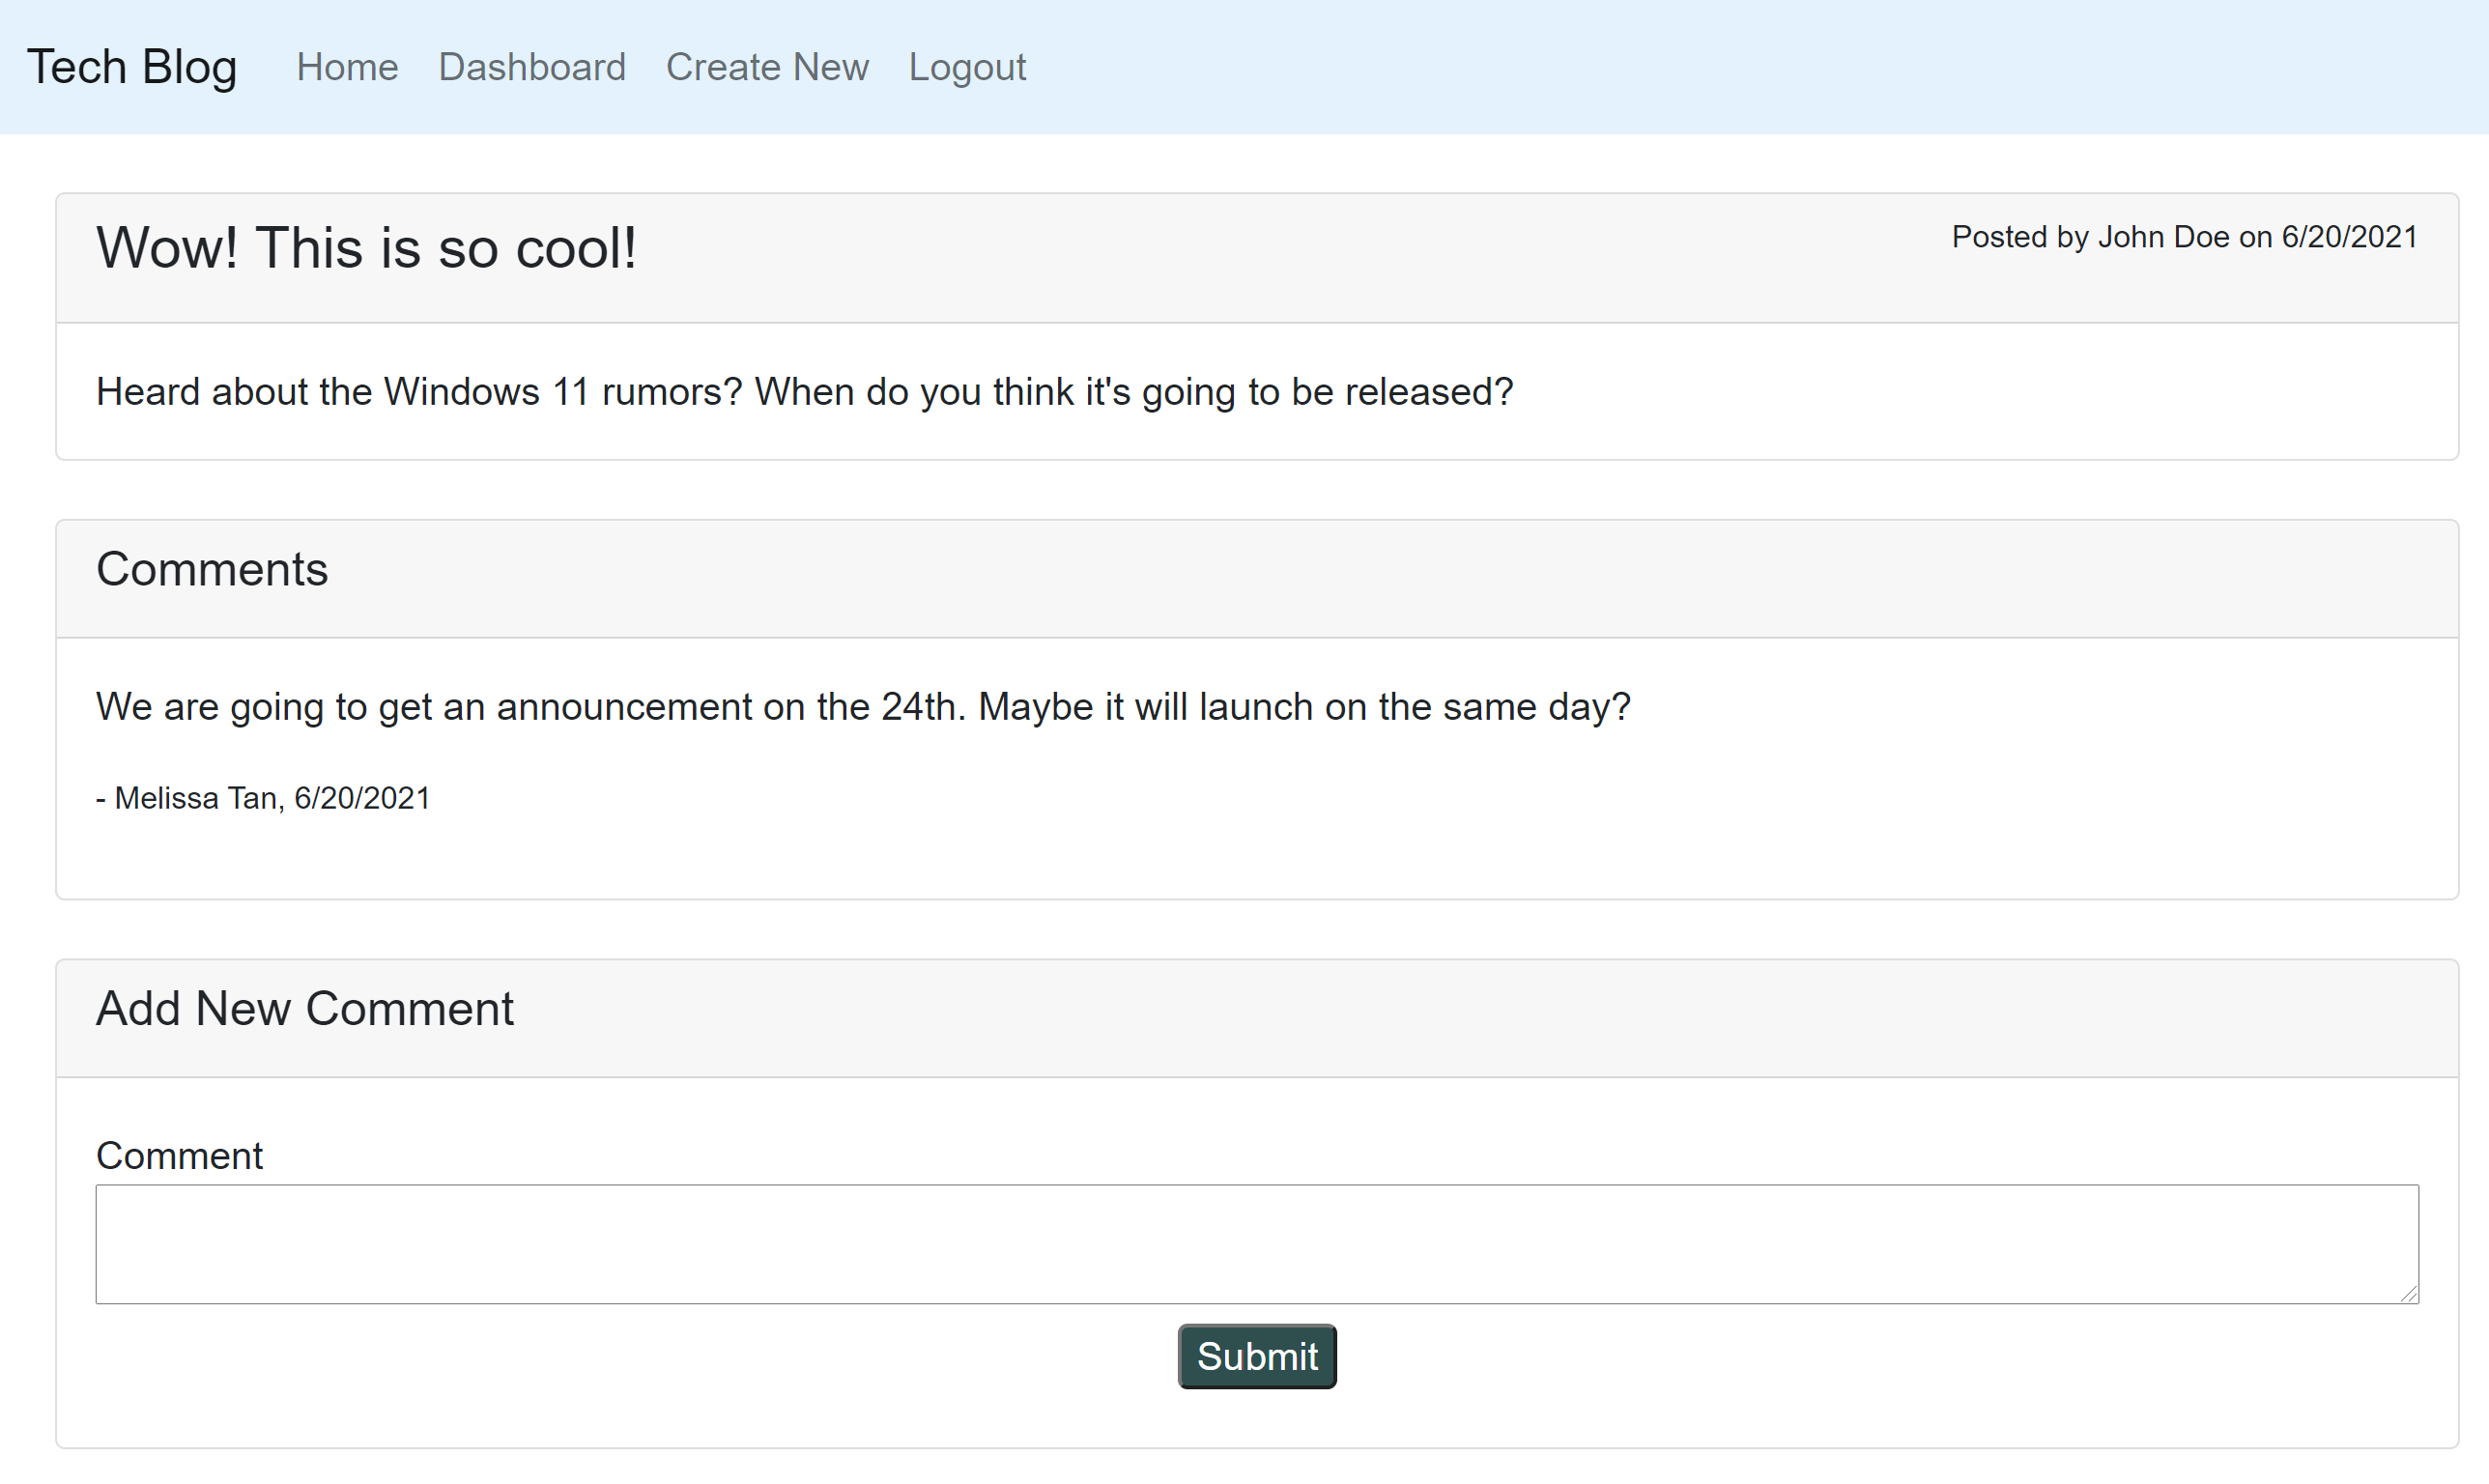 Tech Blog Home Dashboard Create New Logout
Wow! This is so cool! Posted by John Doe on 6/20/2021
Heard about the Windows 11 rumors? When do you think it's going to be released?
Comments
We are going to get an announcement on the 24th. Maybe it will launch on the same day?
- Melissa Tan, 6/20/2021
Add New Comment
Comment
Submit